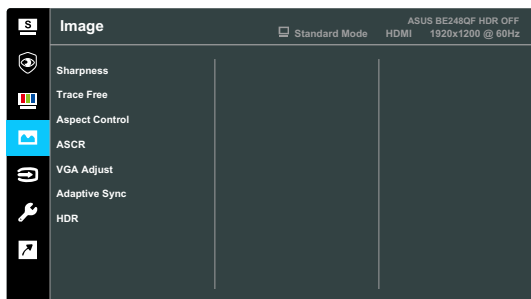 S
Image
ASUS BE248QF HDR OFF
Standard Mode HDMI 1920x1200 @ 60Hz
Sharpness
Trace Free
Aspect Control
ASCR
VGA Adjust
Adaptive Sync
HDR